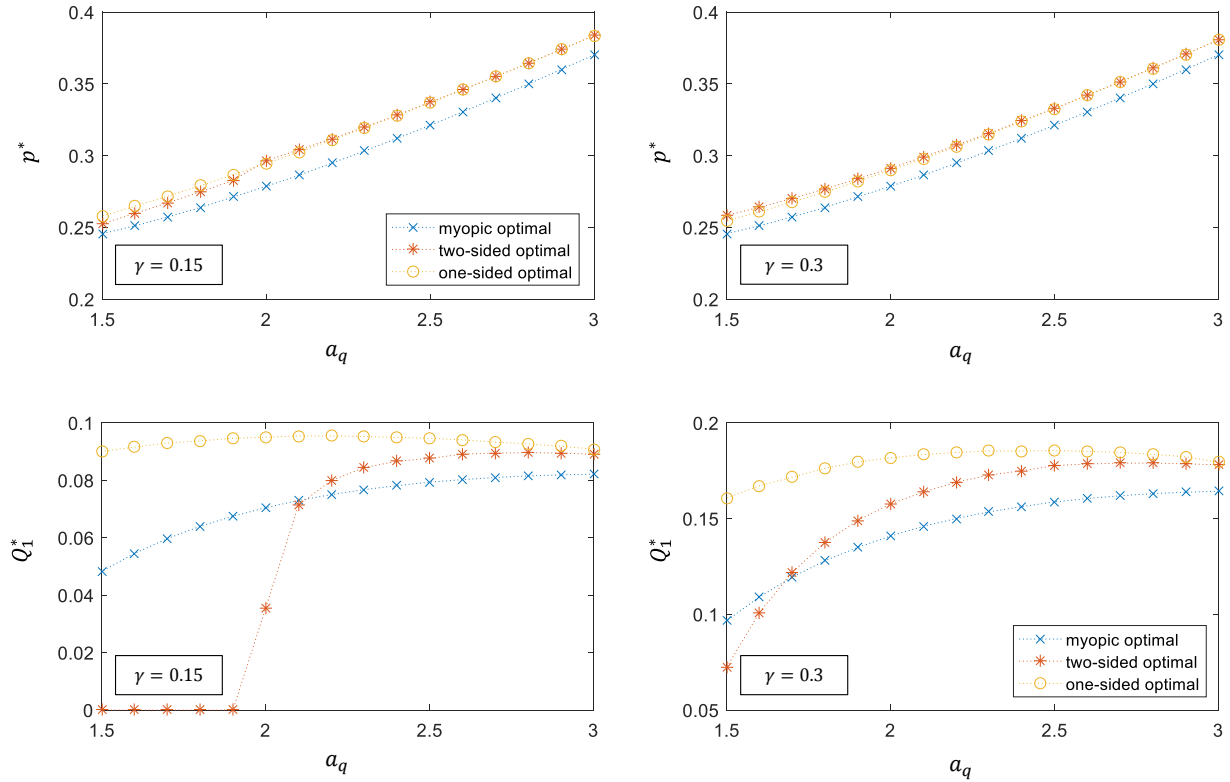 0.4
0.35
0.3
0.25
0.2
p*
1.5
2
2.5
3
a_q
γ = 0.15
myopic optimal
two-sided optimal
one-sided optimal
0.4
0.35
0.3
0.25
0.2
p*
1.5
2
2.5
3
a_q
γ = 0.3
0.1
0.08
0.06
0.04
0.02
0
Q₁*
1.5
2
2.5
3
a_q
γ = 0.15
0.2
0.15
0.1
0.05
Q₁*
1.5
2
2.5
3
a_q
γ = 0.3
myopic optimal
two-sided optimal
one-sided optimal